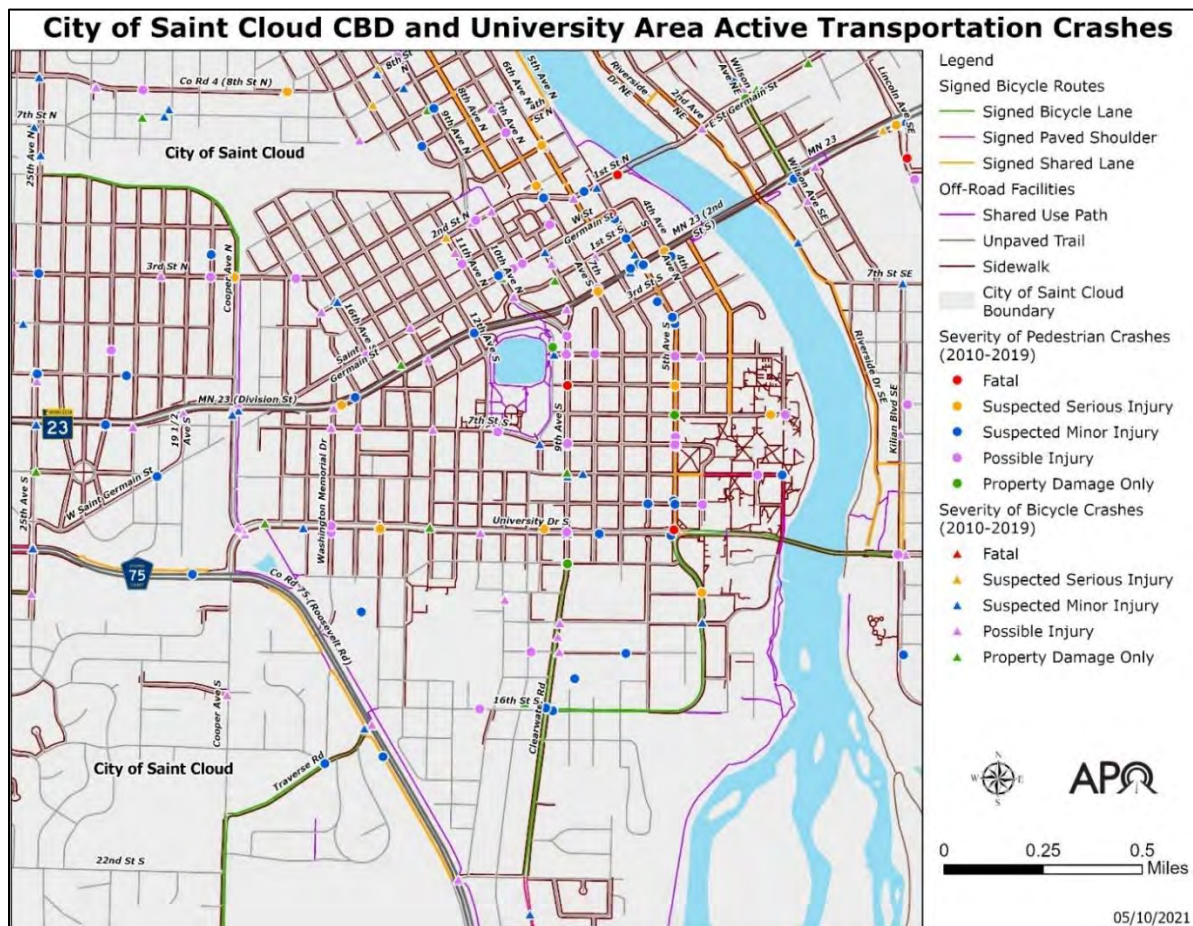 City of Saint Cloud CBD and University Area Active Transportation Crashes
Co Rd 4 (8th St N)
7th St N
25th Ave N
City of Saint Cloud
8th St N
9th Ave N
8th Ave N
7th Ave N
6th Ave N
5th Ave N
4th St N
Riverside Dr NE
2nd Ave NE
E St Germain St
Wilson Ave NE
Lincoln Ave SE
MN 23
Wilson Ave SE
1st St N
2nd St N
W St Germain St
4th Ave S
MN 23 (2nd St S)
1st St S
11th Ave N
10th Ave N
7th Ave S
3rd St S
3rd St N
Cooper Ave N
16th Ave S
Saint Germain St
12th Ave S
5th Ave S
7th St SE
Riverside Dr SE
Kilian Blvd SE
MN 23 (Division St)
23
19 1/2 Ave S
7th St S
9th Ave S
W Saint Germain St
25th Ave S
Washington Memorial Dr
University Dr S
75
Co Rd 75 (Roosevelt Rd)
16th St S
Cooper Ave S
Clearwater Rd
City of Saint Cloud
Traverse Rd
22nd St S
Legend
Signed Bicycle Routes
Signed Bicycle Lane
Signed Paved Shoulder
Signed Shared Lane
Off-Road Facilities
Shared Use Path
Unpaved Trail
Sidewalk
City of Saint Cloud
Boundary
Severity of Pedestrian Crashes
(2010-2019)
Fatal
Suspected Serious Injury
Suspected Minor Injury
Possible Injury
Property Damage Only
Severity of Bicycle Crashes
(2010-2019)
Fatal
Suspected Serious Injury
Suspected Minor Injury
Possible Injury
Property Damage Only
N
W E
S
APO
0 0.25 0.5
Miles
05/10/2021